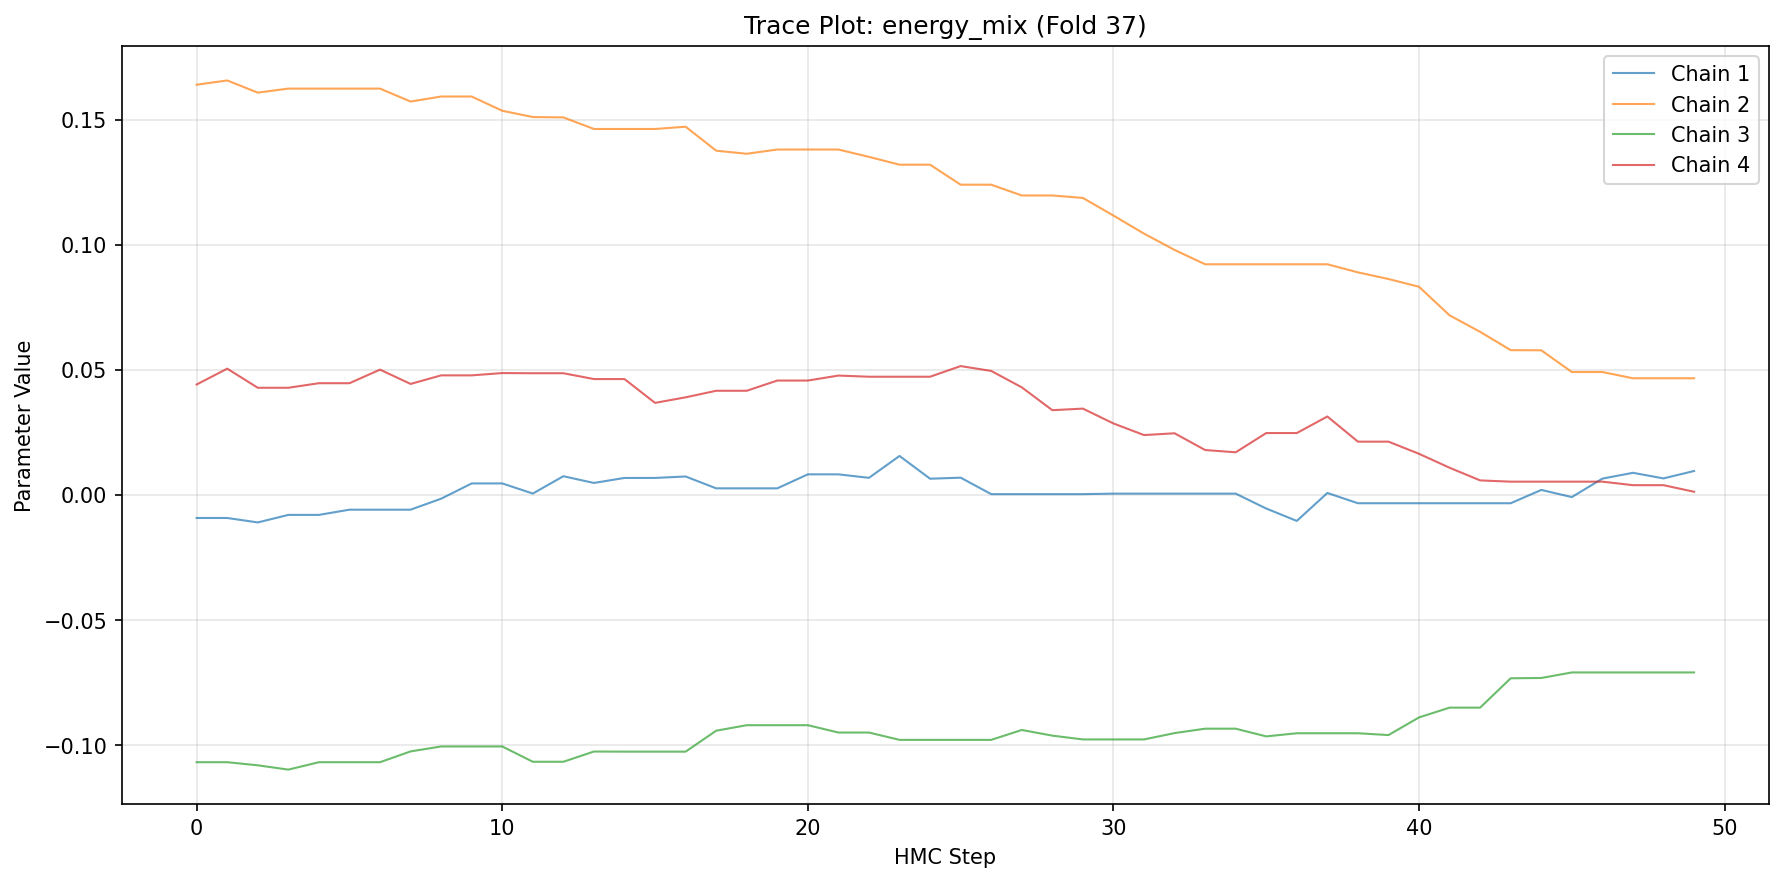 Trace Plot: energy_mix (Fold 37)
Chain 1
Chain 2
Chain 3
Chain 4
Parameter Value
0.15
0.10
0.05
0.00
−0.05
−0.10
0 10 20 30 40 50
HMC Step